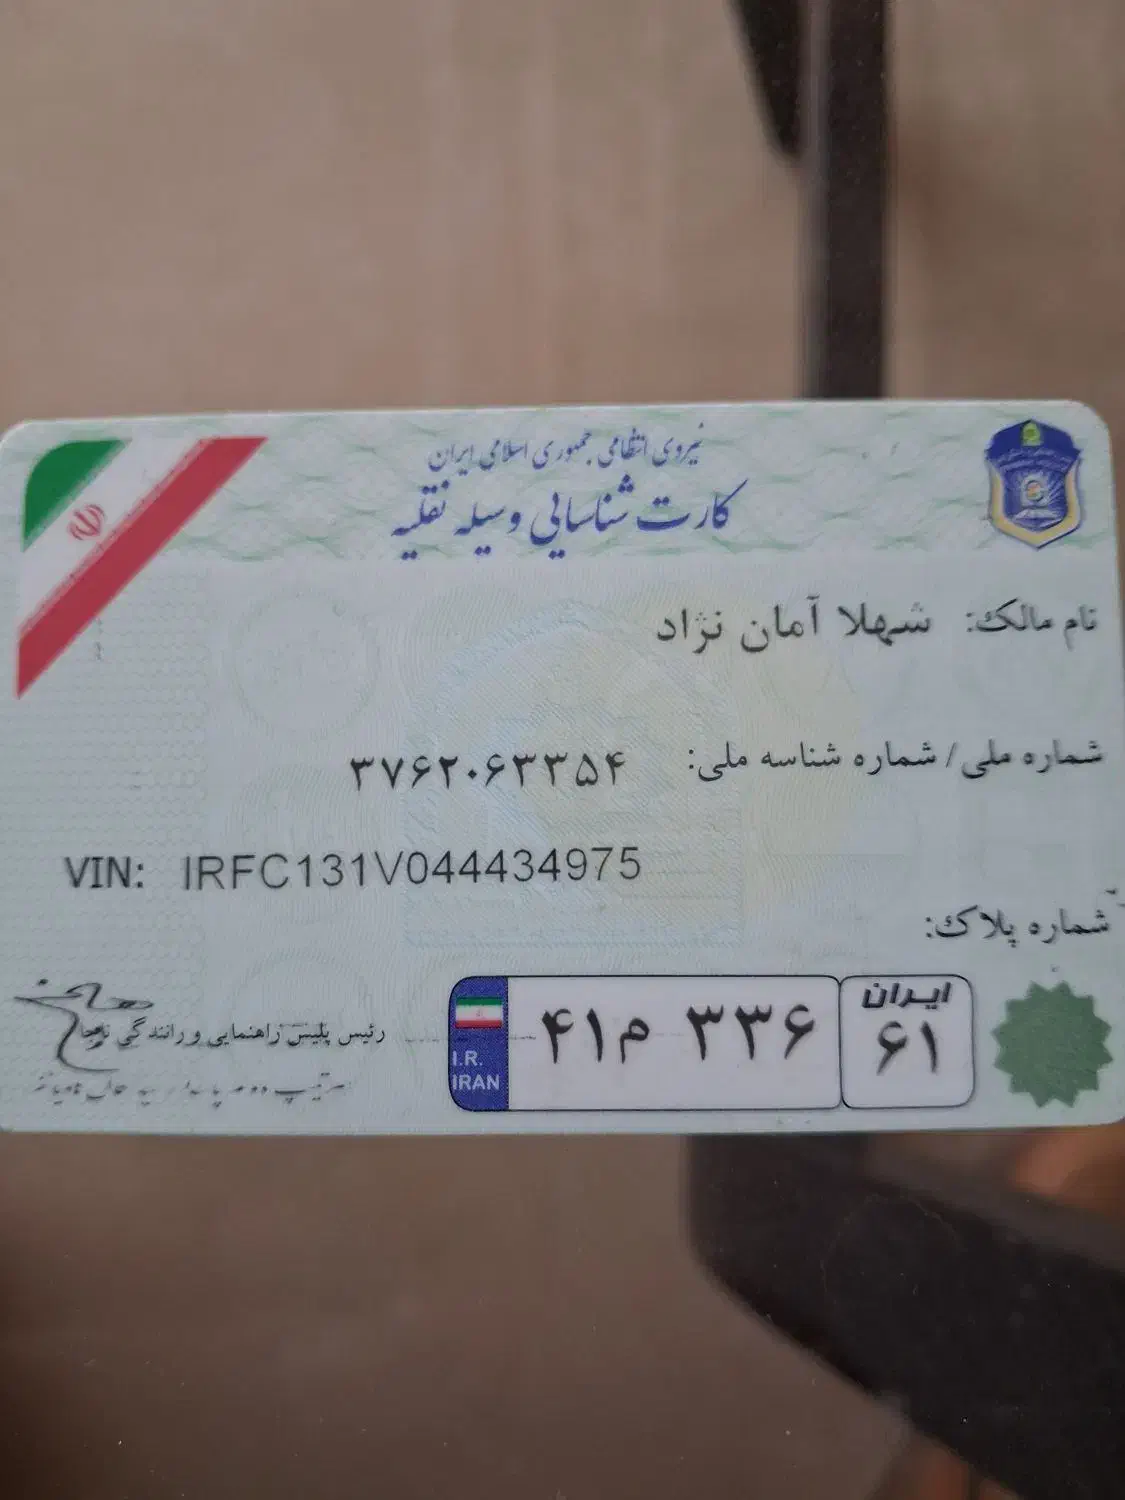 نیروی انتظامی جمهوری اسلامی ایران
کارت شناسایی وسیله نقلیه
نام مالک: شهلا آمان نژاد
شماره ملی/ شماره شناسه ملی: ۳۷۶۲۰۶۳۳۵۴
VIN: IRFC131V044434975
شماره پلاک:
I.R. IRAN
۴۱م ۳۳۶
ایران
۶۱
رئیس پلیس راهنمایی و رانندگی ناجا